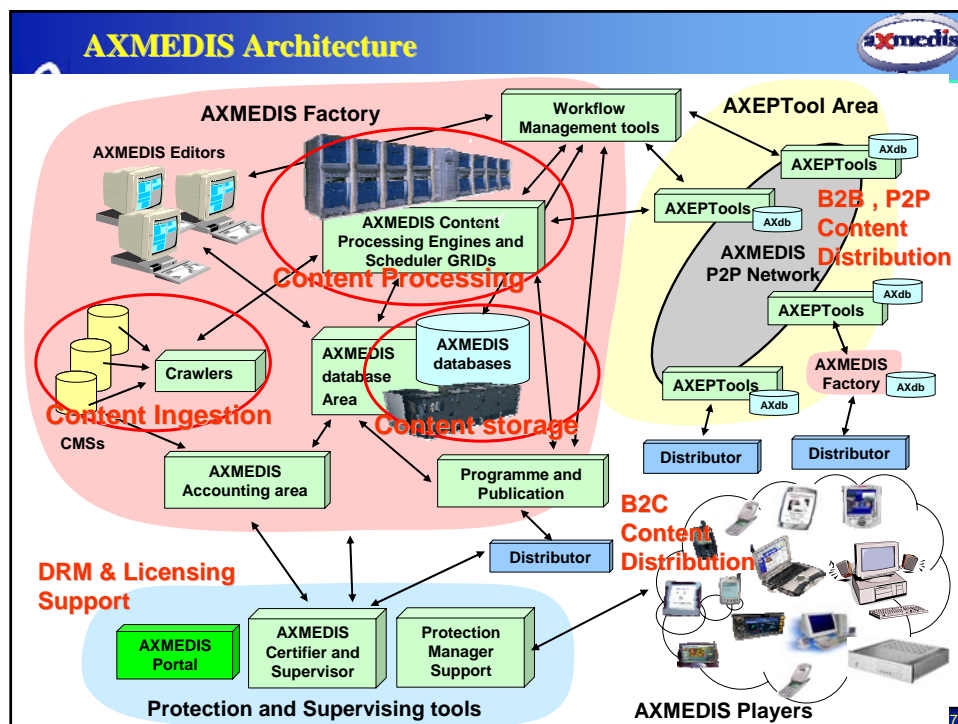 AXMEDIS Architecture
axmedis
AXMEDIS Factory
Workflow
Management tools
AXEPTool Area
AXMEDIS Editors
AXEPTools
AXdb
AXEPTools
AXdb
B2B , P2P
Content
Distribution
AXMEDIS
P2P Network
AXMEDIS Content
Processing Engines and
Scheduler GRIDs
Content Processing
AXEPTools
AXdb
AXMEDIS
database
Area
AXMEDIS
databases
Crawlers
Content Ingestion
CMSs
Content storage
AXMEDIS
Factory
AXdb
AXEPTools
AXdb
Distributor
Distributor
AXMEDIS
Accounting area
Programme and
Publication
B2C
Content
Distribution
Distributor
DRM & Licensing
Support
AXMEDIS
Portal
AXMEDIS
Certifier and
Supervisor
Protection
Manager
Support
Protection and Supervising tools
AXMEDIS Players
7